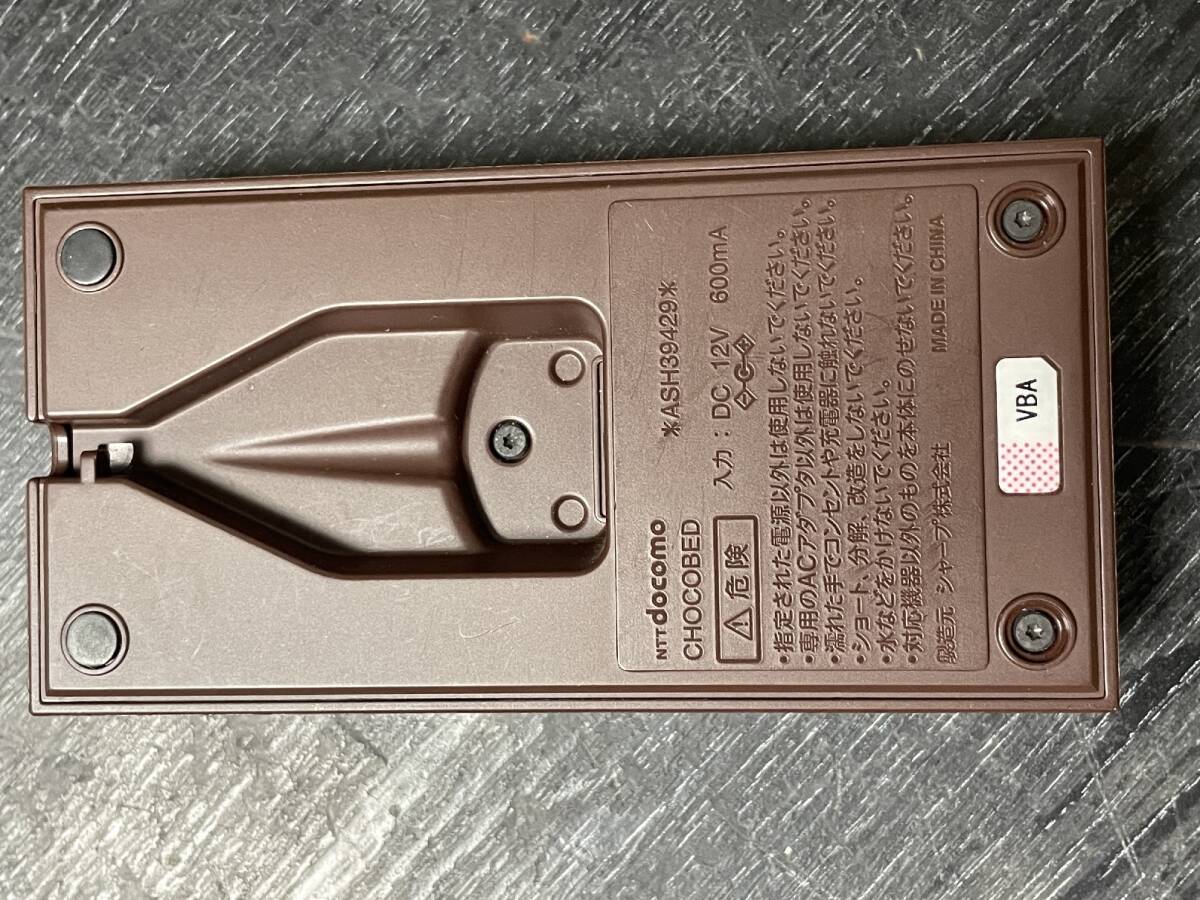 NTT docomo *ASH39429*
CHOCOBED 入力：DC 12V 600mA
危険
•指定された電源以外は使用しないでください。
•専用のACアダプタ以外は使用しないでください。
•濡れた手でコンセントや充電器に触れないでください。
•ショート、分解、改造をしないでください。
•水などをかけないでください。
•対応機器以外のものを本体にのせないでください。
製造元 シャープ株式会社 MADE IN CHINA
VBA